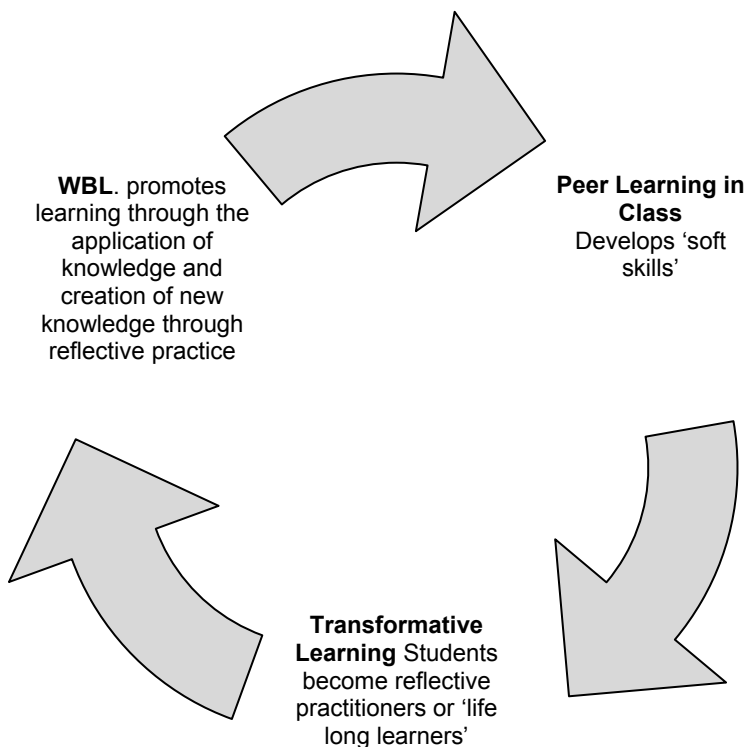 WBL. promotes
learning through the
application of
knowledge and
creation of new
knowledge through
reflective practice
Peer Learning in
Class
Develops ‘soft
skills’
Transformative
Learning Students
become reflective
practitioners or ‘life
long learners’